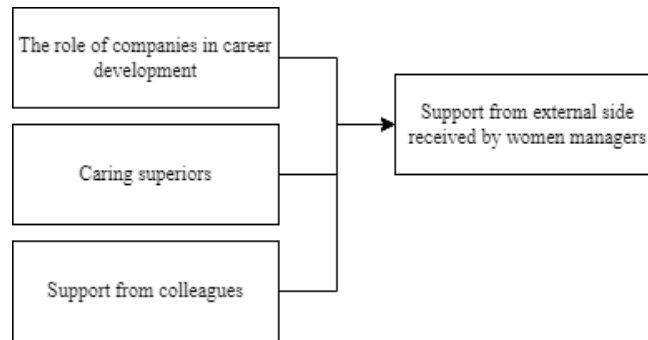 The role of companies in career
development
Support from external side
received by women managers
Caring superiors
Support from colleagues